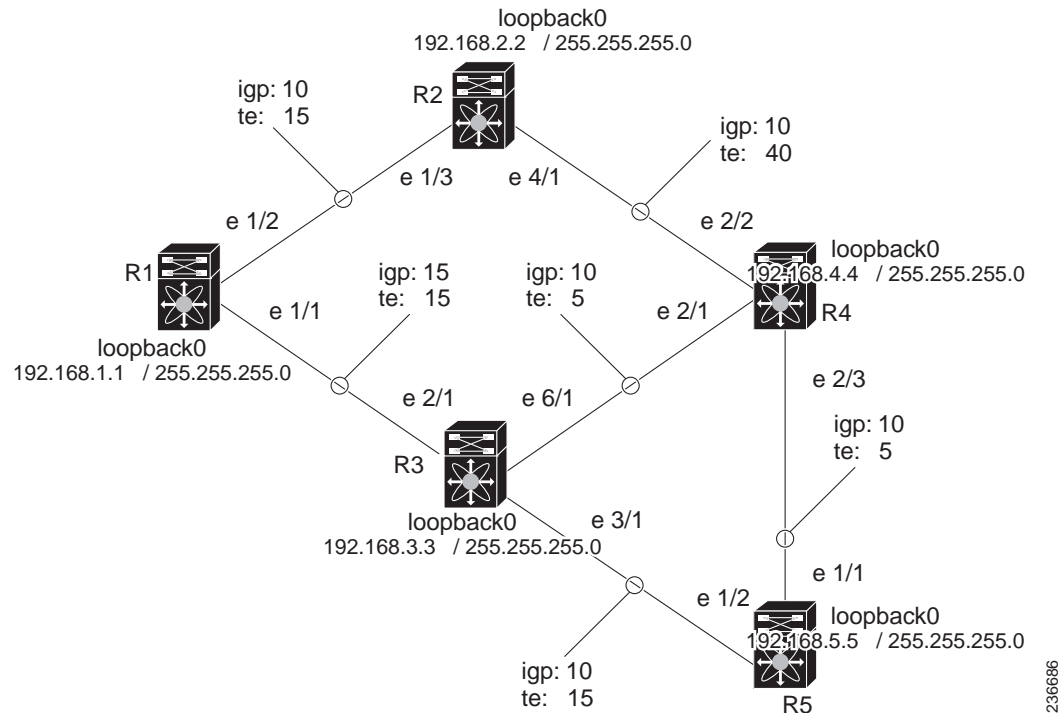 loopback0
192.168.2.2 / 255.255.255.0
R2
igp: 10
te: 15
igp: 10
te: 40
e 1/3
e 4/1
e 1/2
e 2/2
R1
loopback0
192.168.4.4 / 255.255.255.0
R4
igp: 15
te: 15
igp: 10
te: 5
e 1/1
e 2/1
loopback0
192.168.1.1 / 255.255.255.0
e 2/1
e 6/1
e 2/3
igp: 10
te: 5
R3
loopback0
192.168.3.3 / 255.255.255.0
e 3/1
e 1/1
e 1/2
loopback0
192.168.5.5 / 255.255.255.0
igp: 10
te: 15
R5
236686